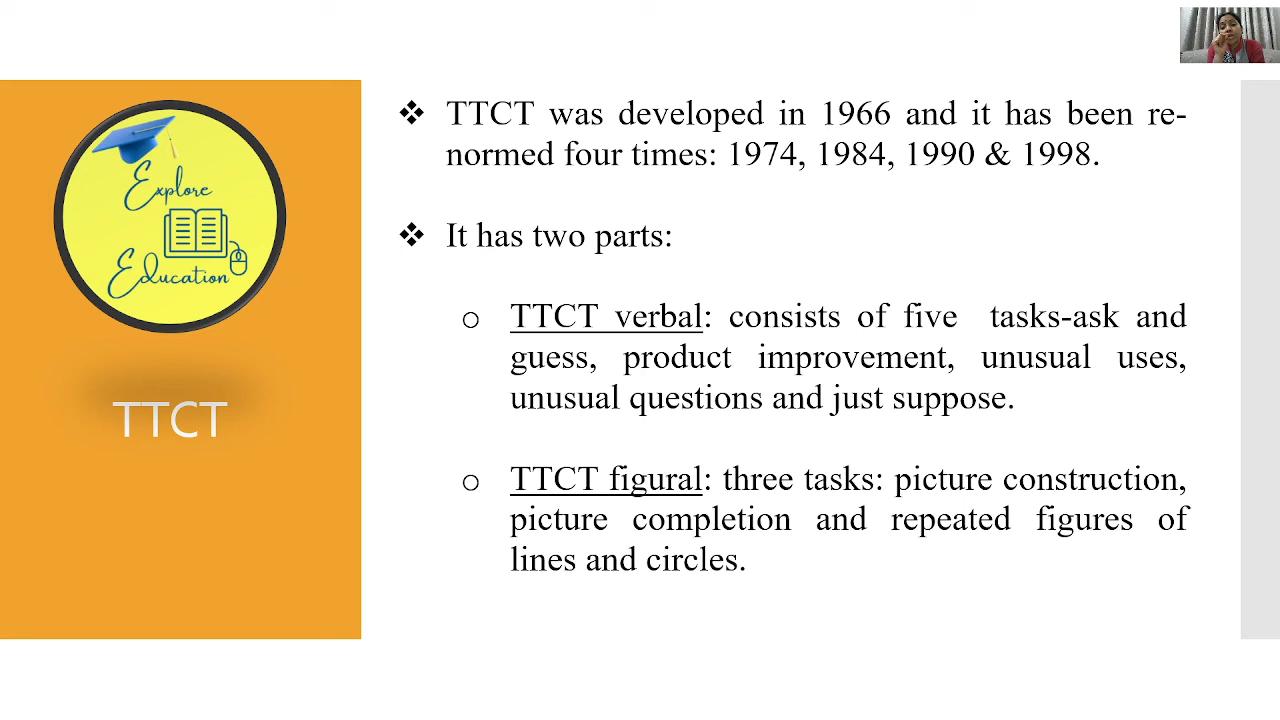 Explore
Education
TTCT
❖ TTCT was developed in 1966 and it has been re-
normed four times: 1974, 1984, 1990 & 1998.
❖ It has two parts:
o TTCT verbal: consists of five tasks-ask and
guess, product improvement, unusual uses,
unusual questions and just suppose.
o TTCT figural: three tasks: picture construction,
picture completion and repeated figures of
lines and circles.